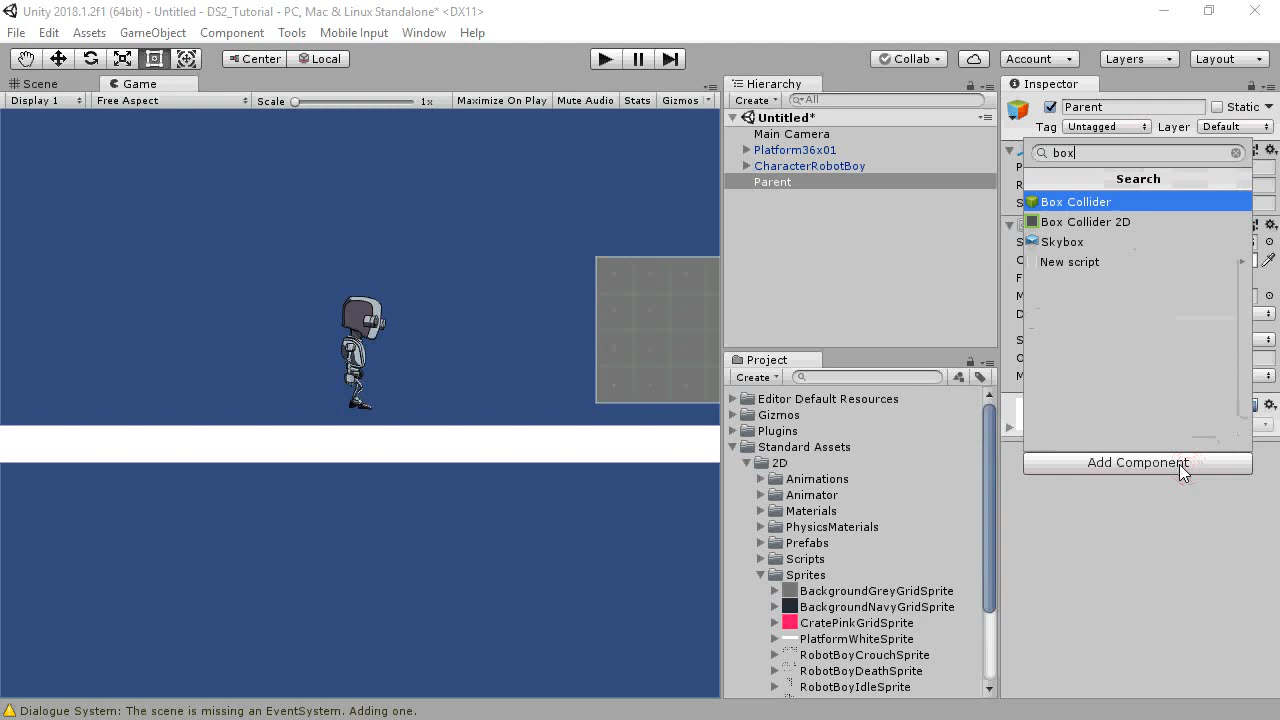 Unity 2018.1.2f1 (64bit) - Untitled - DS2_Tutorial - PC, Mac & Linux Standalone* <DX11>
File Edit Assets GameObject Component Tools Mobile Input Window Help
Center Local Collab Account Layers Layout
Scene Game
Display 1 Free Aspect Scale 1x Maximize On Play Mute Audio Stats Gizmos
Hierarchy
Create All
Untitled*
Main Camera
Platform36x01
CharacterRobotBoy
Parent
Project
Create
Editor Default Resources
Gizmos
Plugins
Standard Assets
2D
Animations
Animator
Materials
PhysicsMaterials
Prefabs
Scripts
Sprites
BackgroundGreyGridSprite
BackgroundNavyGridSprite
CratePinkGridSprite
PlatformWhiteSprite
RobotBoyCrouchSprite
RobotBoyDeathSprite
RobotBoyIdleSprite
Inspector
Parent Static
Tag Untagged Layer Default
box
Search
Box Collider
Box Collider 2D
Skybox
New script
P
R
S
S
C
F
M
D
S
O
M
Add Component
Dialogue System: The scene is missing an EventSystem. Adding one.